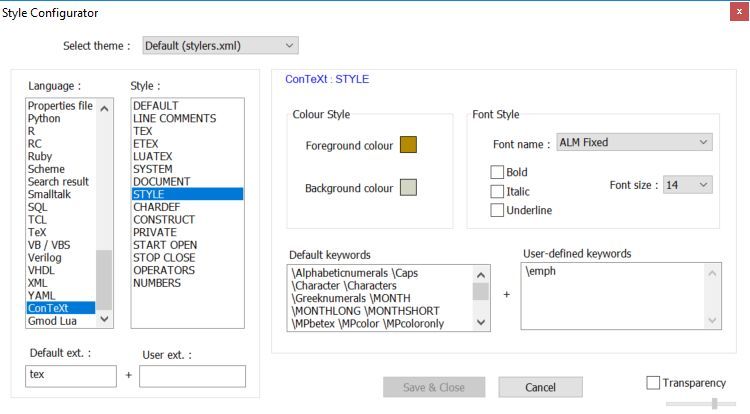 Style Configurator
x
Select theme : Default (stylers.xml)
Language :
Properties file
Python
R
RC
Ruby
Scheme
Search result
Smalltalk
SQL
TCL
TeX
VB / VBS
Verilog
VHDL
XML
YAML
ConTeXt
Gmod Lua
Style :
DEFAULT
LINE COMMENTS
TEX
ETEX
LUATEX
SYSTEM
DOCUMENT
STYLE
CHARDEF
CONSTRUCT
PRIVATE
START OPEN
STOP CLOSE
OPERATORS
NUMBERS
Default ext. :
tex
+
User ext. :
ConTeXt : STYLE
Colour Style
Foreground colour
Background colour
Font Style
Font name : ALM Fixed
Bold
Italic
Underline
Font size : 14
Default keywords
\Alphabeticnumerals \Caps
\Character \Characters
\Greeknumerals \MONTH
\MONTHLONG \MONTHSHORT
\MPbetex \MPcolor \MPcoloronly
+
User-defined keywords
\emph
Save & Close
Cancel
Transparency